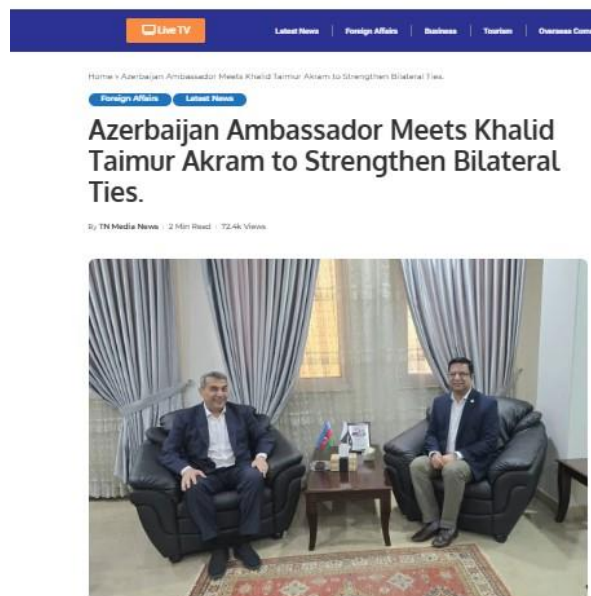 Live TV
Latest News
Foreign Affairs
Business
Tourism
Overseas Com
Home » Azerbaijan Ambassador Meets Khalid Taimur Akram to Strengthen Bilateral Ties.
Foreign Affairs
Latest News
Azerbaijan Ambassador Meets Khalid
Taimur Akram to Strengthen Bilateral
Ties.
By TN Media News
2 Min Read
72.4k Views